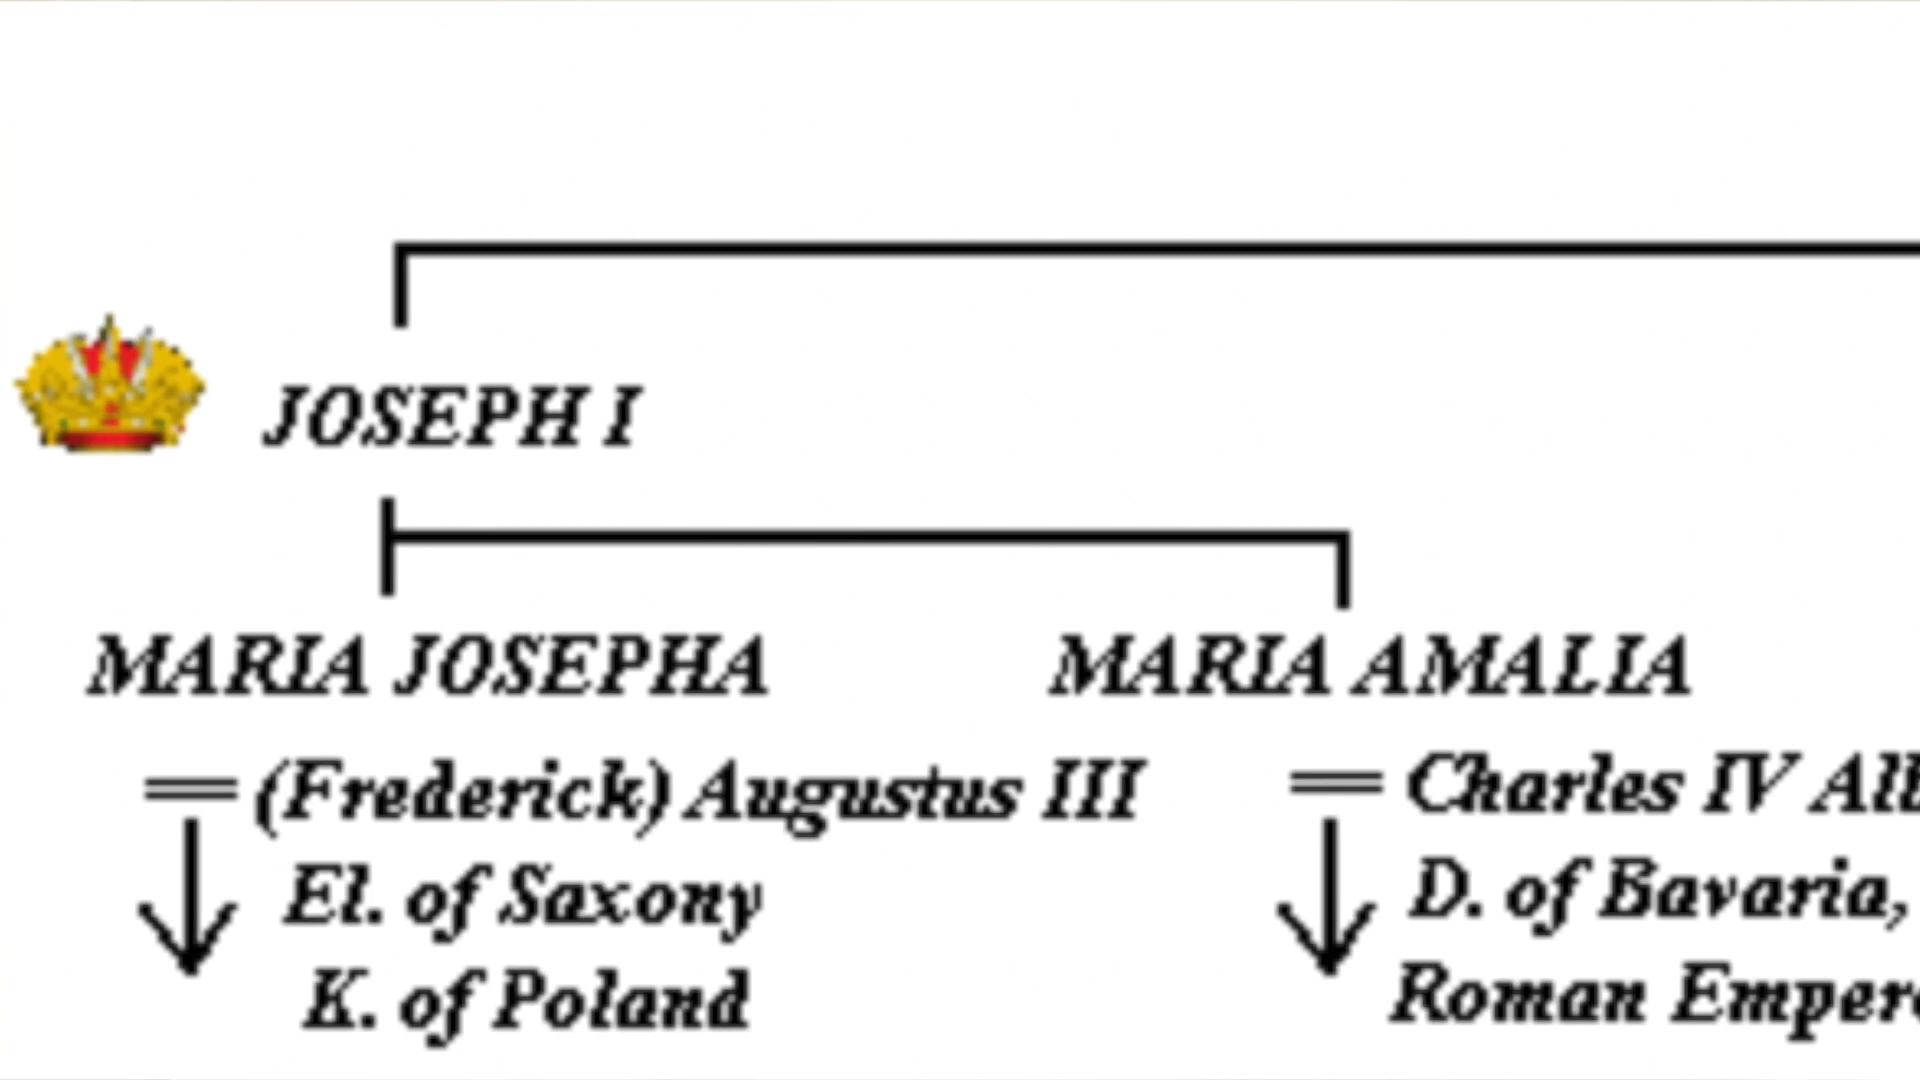 JOSEPH I
MARIA JOSEPHA
MARIA AMALIA
= (Frederick) Augustus III
El. of Saxony
K. of Poland
= Charles IV
D. of Bavaria,
Roman